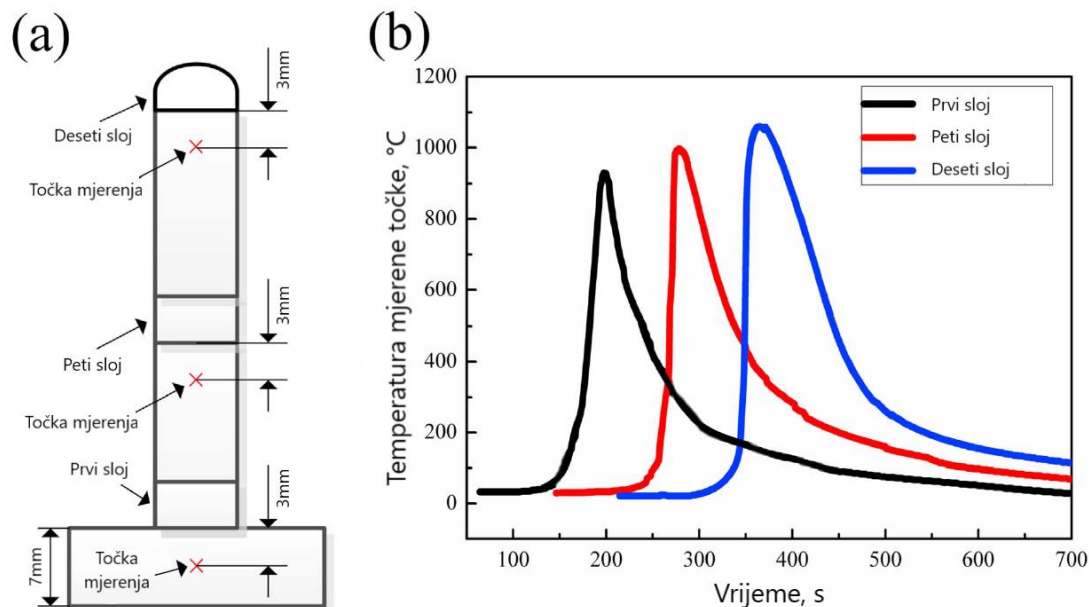 (a)
3mm
Deseti sloj
Točka mjerenja
3mm
Peti sloj
Točka mjerenja
Prvi sloj
3mm
7mm
Točka
mjerenja
(b)
Temperatura mjerene točke, °C
1200
1000
800
600
400
200
0
Prvi sloj
Peti sloj
Deseti sloj
100 200 300 400 500 600 700
Vrijeme, s